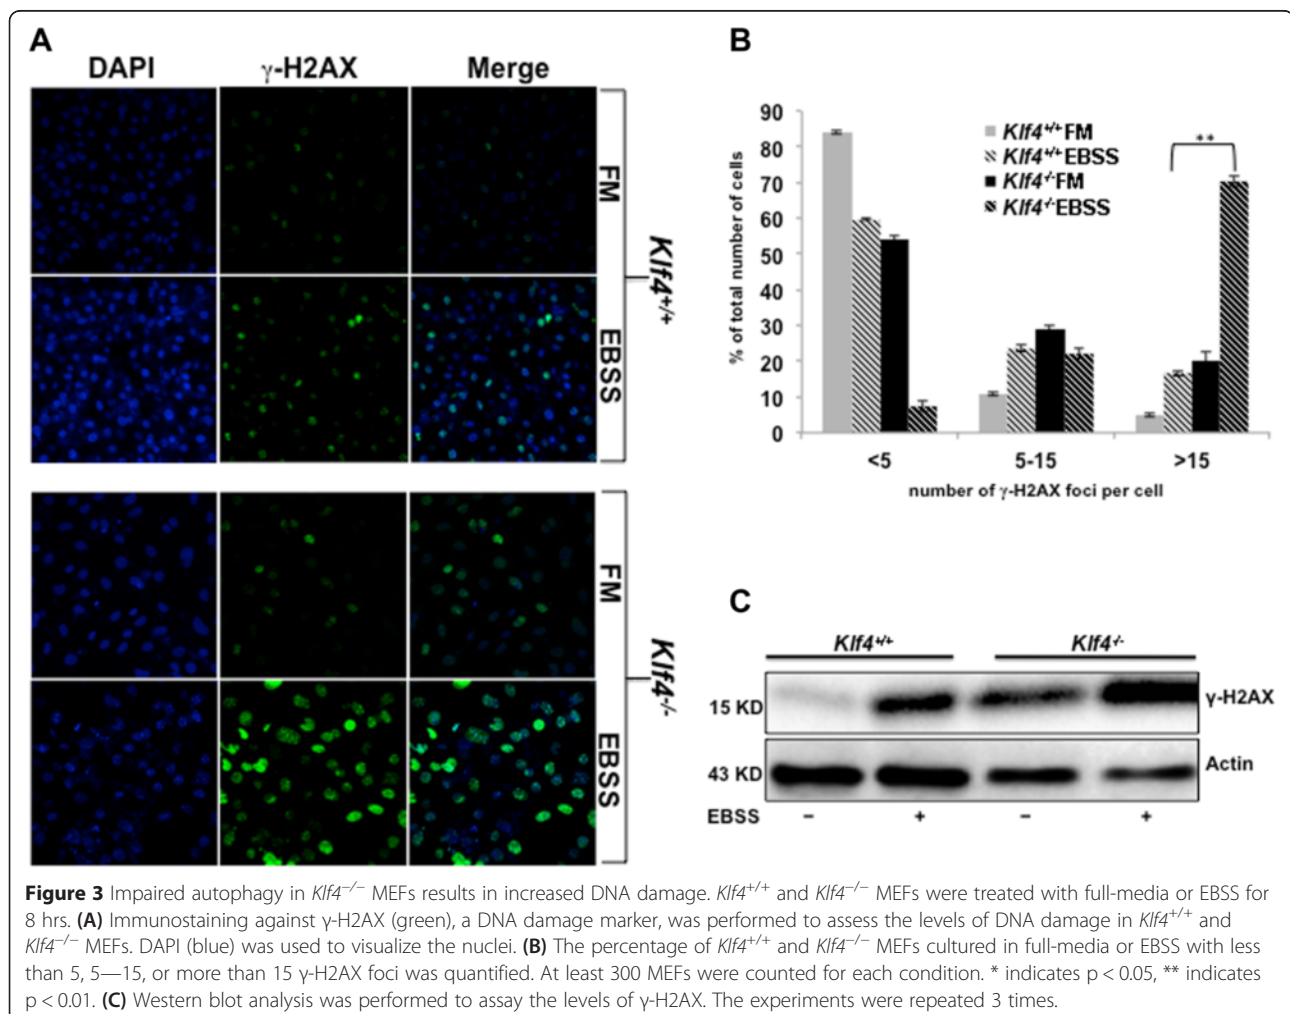 A
DAPI γ-H2AX Merge
FM
EBSS
Klf4+/+
FM
EBSS
Klf4-/-
B
% of total number of cells
90
80
70
60
50
40
30
20
10
0
Klf4+/+FM
Klf4+/+EBSS
Klf4-/-FM
Klf4-/-EBSS
**
<5 5-15 >15
number of γ-H2AX foci per cell
C
Klf4+/+ Klf4-/-
15 KD γ-H2AX
43 KD Actin
EBSS − + − +
Figure 3 Impaired autophagy in Klf4−/− MEFs results in increased DNA damage. Klf4+/+ and Klf4−/− MEFs were treated with full-media or EBSS for
8 hrs. (A) Immunostaining against γ-H2AX (green), a DNA damage marker, was performed to assess the levels of DNA damage in Klf4+/+ and
Klf4−/− MEFs. DAPI (blue) was used to visualize the nuclei. (B) The percentage of Klf4+/+ and Klf4−/− MEFs cultured in full-media or EBSS with less
than 5, 5—15, or more than 15 γ-H2AX foci was quantified. At least 300 MEFs were counted for each condition. * indicates p < 0.05, ** indicates
p < 0.01. (C) Western blot analysis was performed to assay the levels of γ-H2AX. The experiments were repeated 3 times.